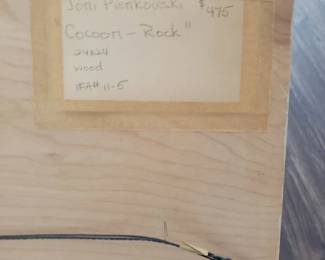 Joni Pienkowski $475
Cocoon - Rock"
24x24
wood
IFA# 11-5